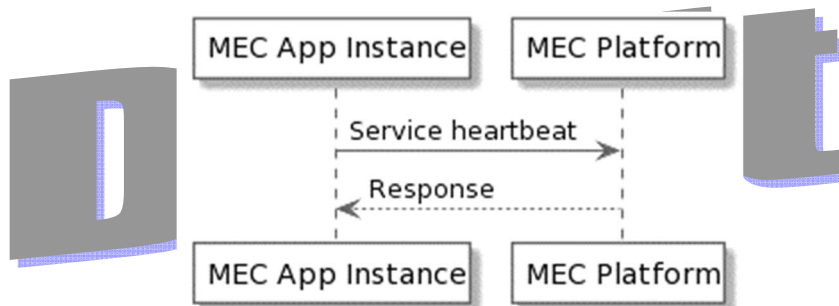 MEC App Instance MEC Platform
Service heartbeat
Response
MEC App Instance MEC Platform